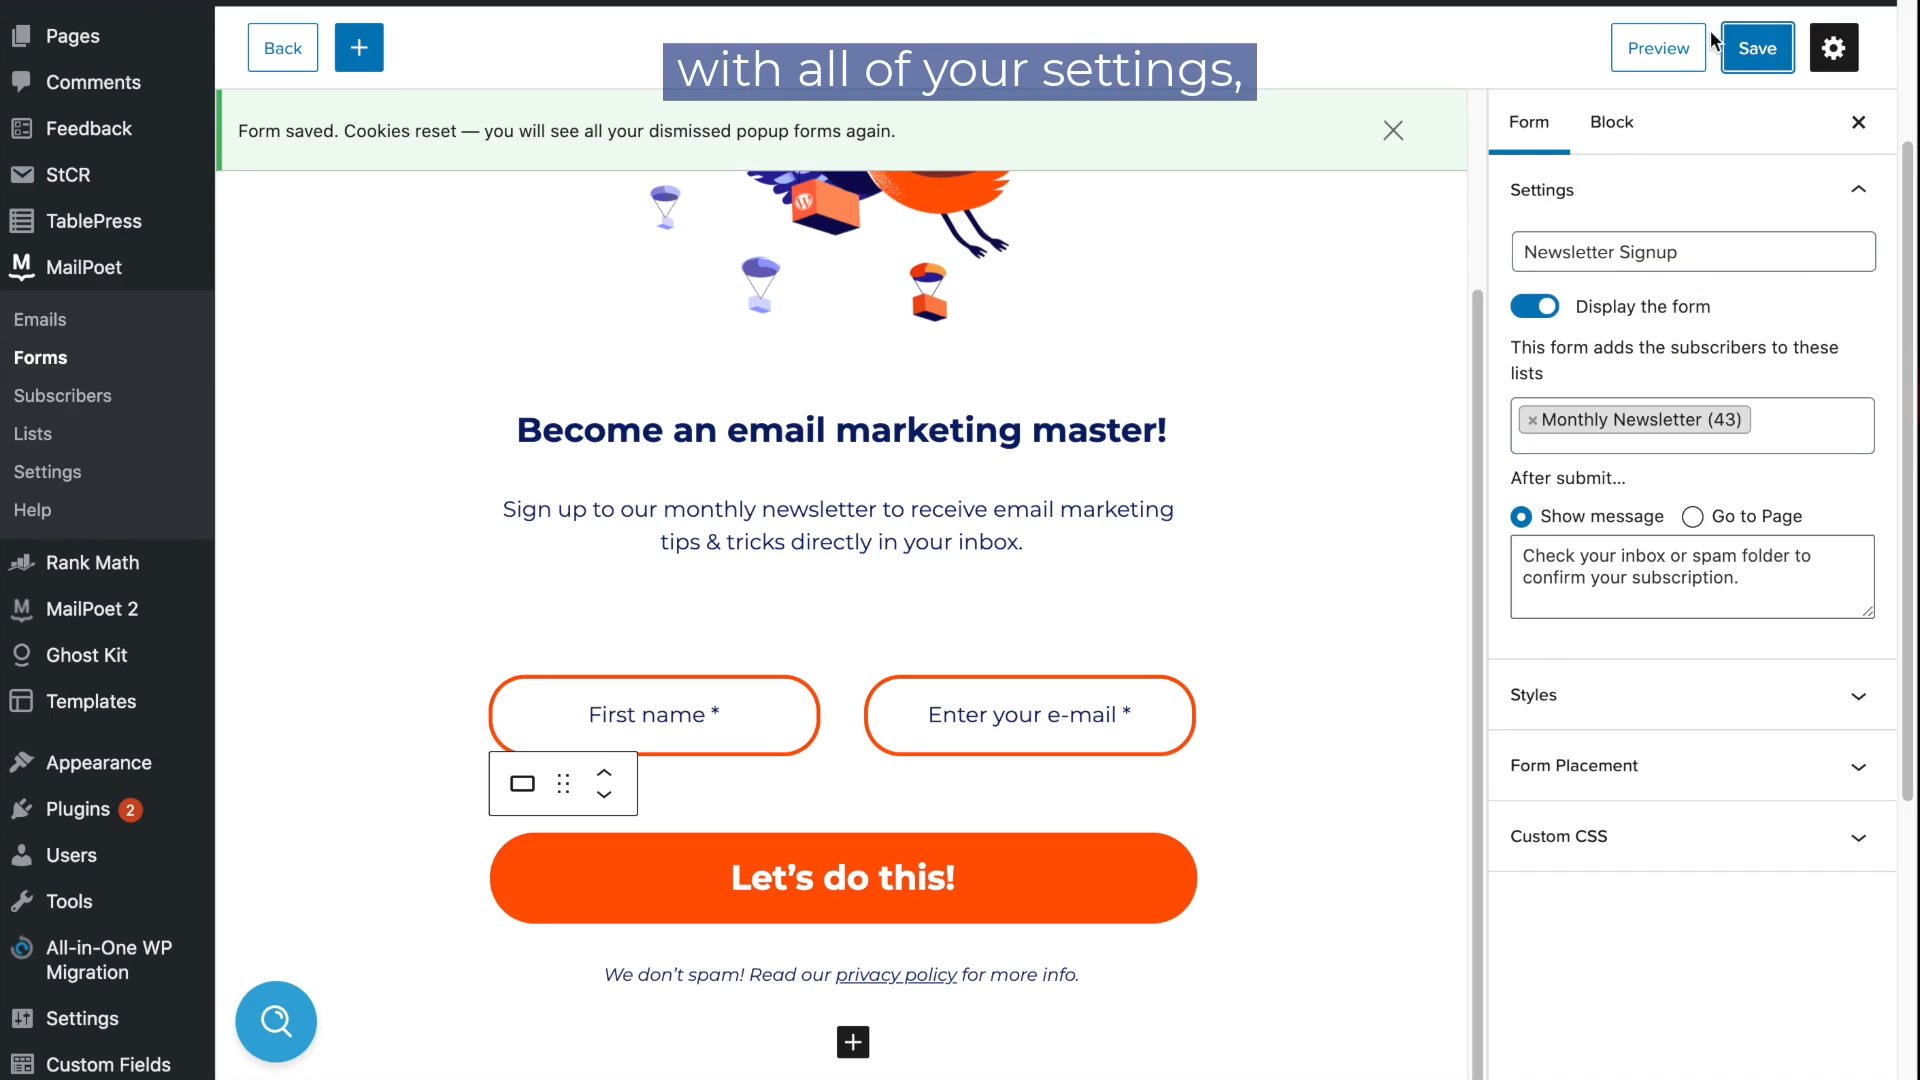 Pages
Comments
Feedback
StCR
TablePress
MailPoet
Emails
Forms
Subscribers
Lists
Settings
Help
Rank Math
MailPoet 2
Ghost Kit
Templates
Appearance
Plugins 2
Users
Tools
All-in-One WP
Migration
Settings
Custom Fields
Back
with all of your settings,
Preview
Save
Form saved. Cookies reset — you will see all your dismissed popup forms again.
Become an email marketing master!
Sign up to our monthly newsletter to receive email marketing
tips & tricks directly in your inbox.
First name *
Enter your e-mail *
Let's do this!
We don't spam! Read our privacy policy for more info.
Form
Block
Settings
Newsletter Signup
Display the form
This form adds the subscribers to these
lists
× Monthly Newsletter (43)
After submit...
Show message
Go to Page
Check your inbox or spam folder to
confirm your subscription.
Styles
Form Placement
Custom CSS